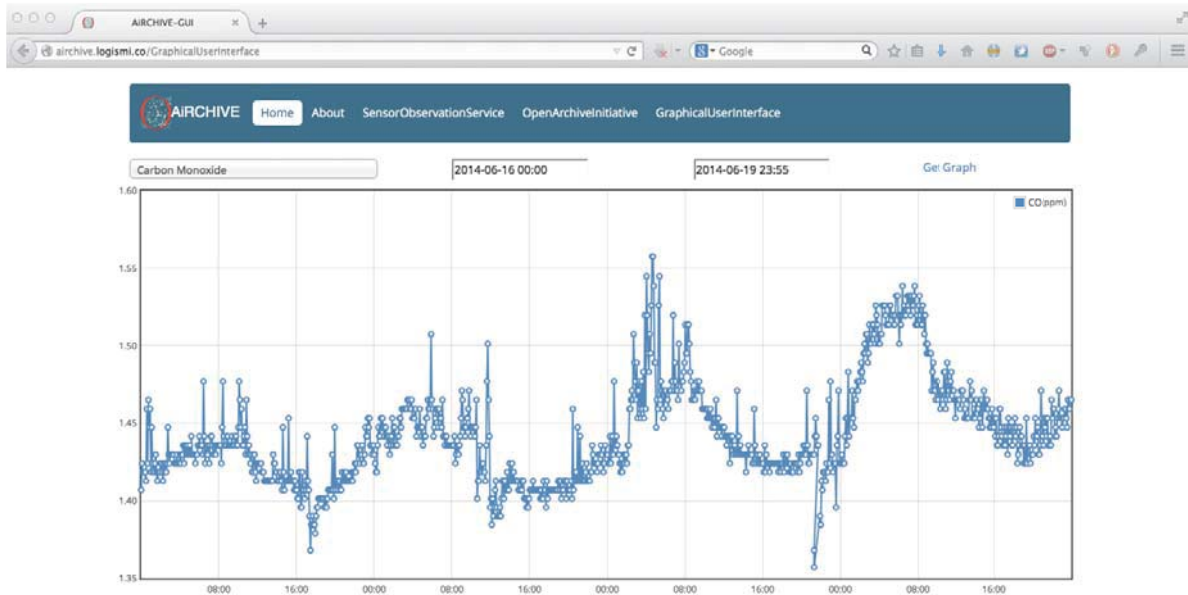 AiRCHIVE-GUI × +
airchive.logismi.co/GraphicalUserInterface
Google
AiRCHIVE Home About SensorObservationService OpenArchiveInitiative GraphicalUserInterface
Carbon Monoxide 2014-06-16 00:00 2014-06-19 23:55 Get Graph
1.60
CO(ppm)
1.55
1.50
1.45
1.40
1.35
08:00 16:00 00:00 08:00 16:00 00:00 08:00 16:00 00:00 08:00 16:00